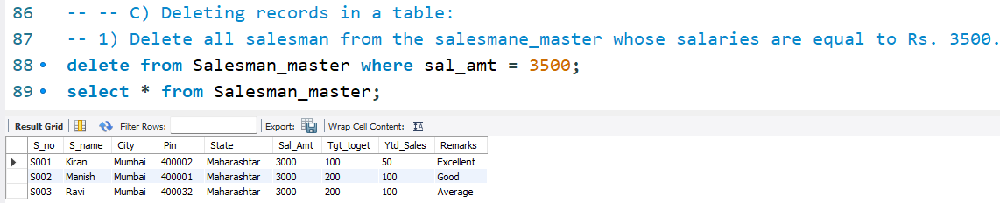 86 -- -- C) Deleting records in a table:
87 -- 1) Delete all salesman from the salesmane_master whose salaries are equal to Rs. 3500.
88 delete from Salesman_master where sal_amt = 3500;
89 select * from Salesman_master;
Result Grid Filter Rows: Export: Wrap Cell Content:
S_no S_name City Pin State Sal_Amt Tgt_toget Ytd_Sales Remarks
S001 Kiran Mumbai 400002 Maharashtar 3000 100 50 Excellent
S002 Manish Mumbai 400001 Maharashtar 3000 200 100 Good
S003 Ravi Mumbai 400032 Maharashtar 3000 200 100 Average